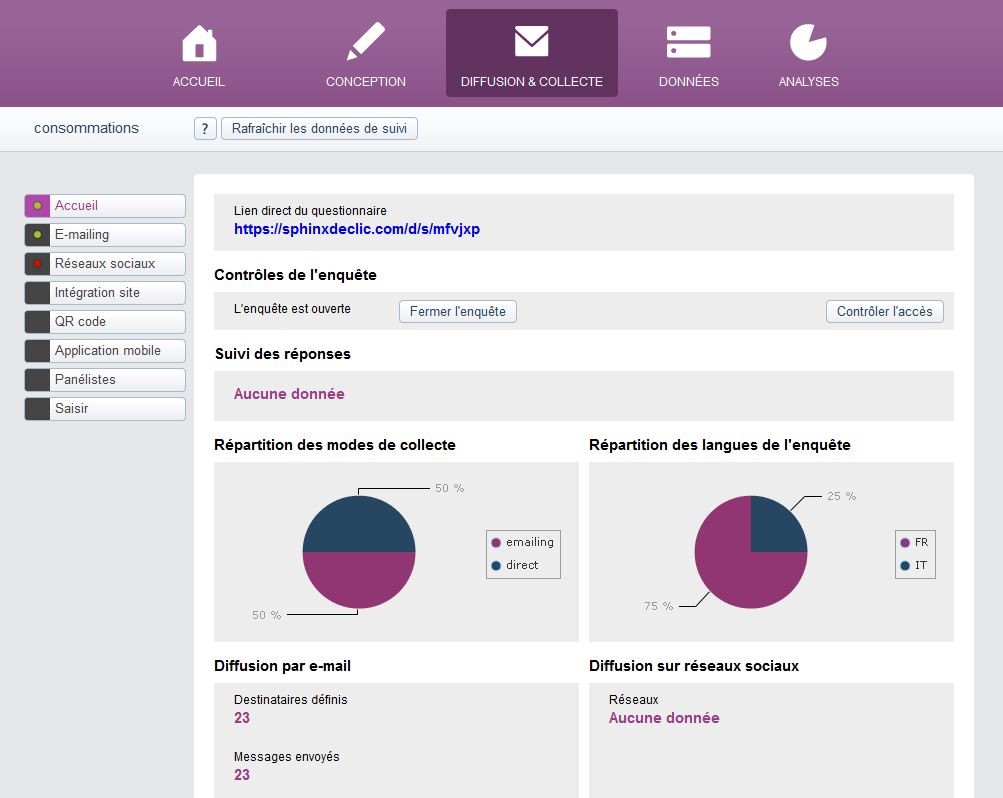 ACCUEIL
CONCEPTION
DIFFUSION & COLLECTE
DONNÉES
ANALYSES
consommations
?
Rafraîchir les données de suivi
Accueil
E-mailing
Réseaux sociaux
Intégration site
QR code
Application mobile
Panélistes
Saisir
Lien direct du questionnaire
https://sphinxdeclic.com/d/s/mfvjxp
Contrôles de l'enquête
L'enquête est ouverte
Fermer l'enquête
Contrôler l'accès
Suivi des réponses
Aucune donnée
Répartition des modes de collecte
50 %
emailing
direct
50 %
Répartition des langues de l'enquête
25 %
FR
IT
75 %
Diffusion par e-mail
Destinataires définis
23
Messages envoyés
23
Diffusion sur réseaux sociaux
Réseaux
Aucune donnée